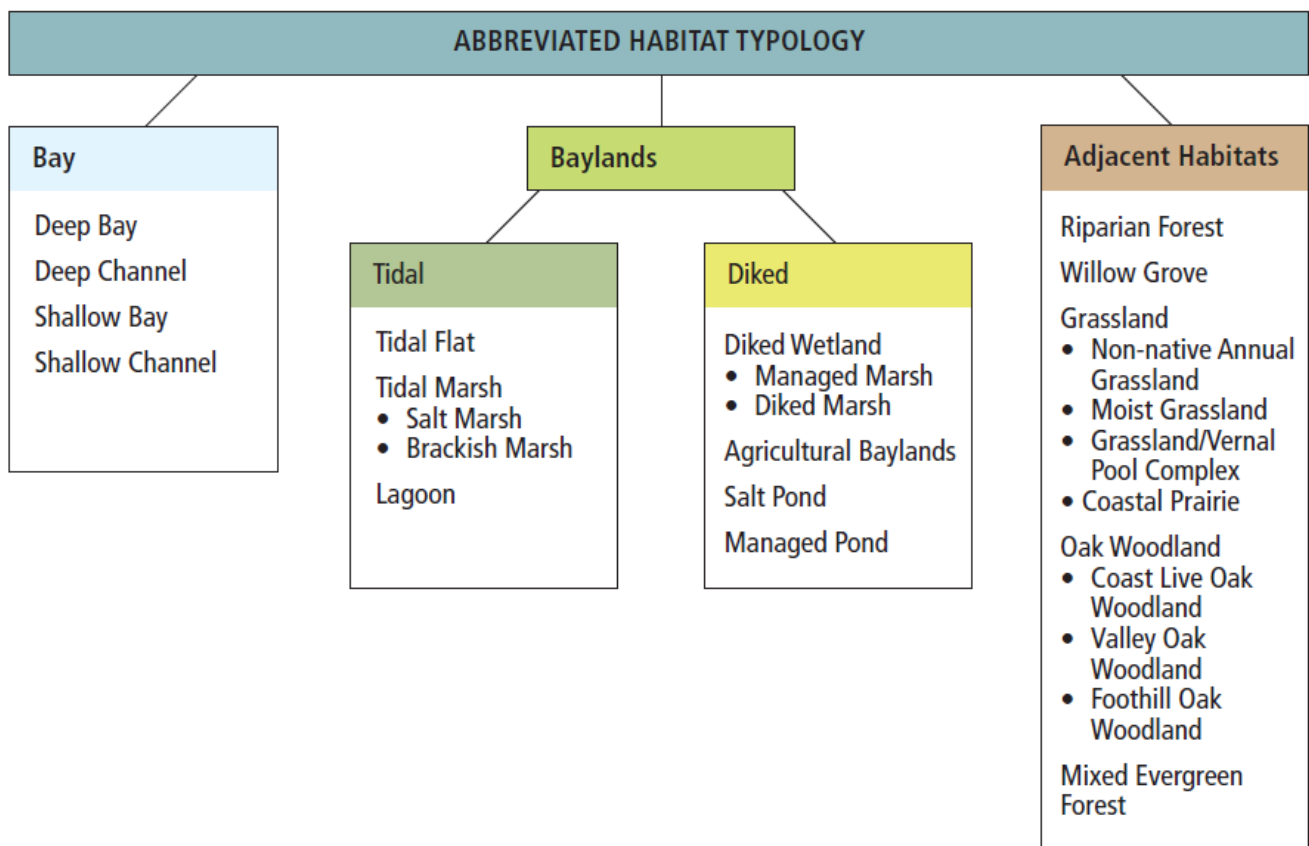 ABBREVIATED HABITAT TYPOLOGY
Bay
Deep Bay
Deep Channel
Shallow Bay
Shallow Channel
Baylands
Tidal
Tidal Flat
Tidal Marsh
• Salt Marsh
• Brackish Marsh
Lagoon
Diked
Diked Wetland
• Managed Marsh
• Diked Marsh
Agricultural Baylands
Salt Pond
Managed Pond
Adjacent Habitats
Riparian Forest
Willow Grove
Grassland
• Non-native Annual
Grassland
• Moist Grassland
• Grassland/Vernal
Pool Complex
• Coastal Prairie
Oak Woodland
• Coast Live Oak
Woodland
• Valley Oak
Woodland
• Foothill Oak
Woodland
Mixed Evergreen
Forest